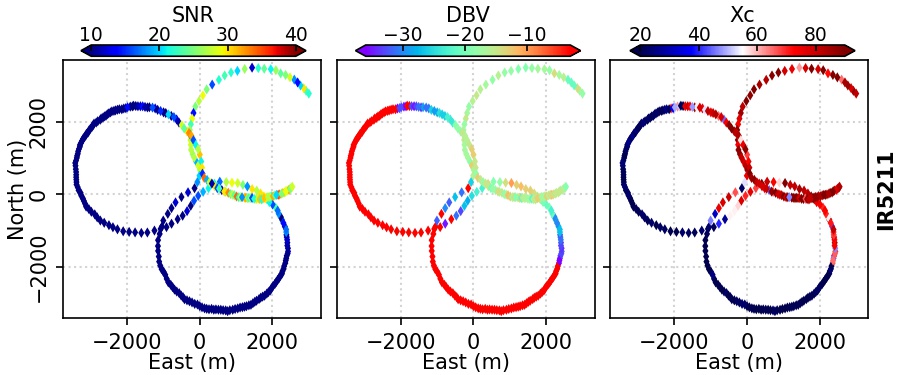 SNR
10 20 30 40
DBV
−30 −20 −10
Xc
20 40 60 80
North (m)
2000
0
−2000
−2000 0 2000
East (m)
−2000 0 2000
East (m)
−2000 0 2000
East (m)
IR5211